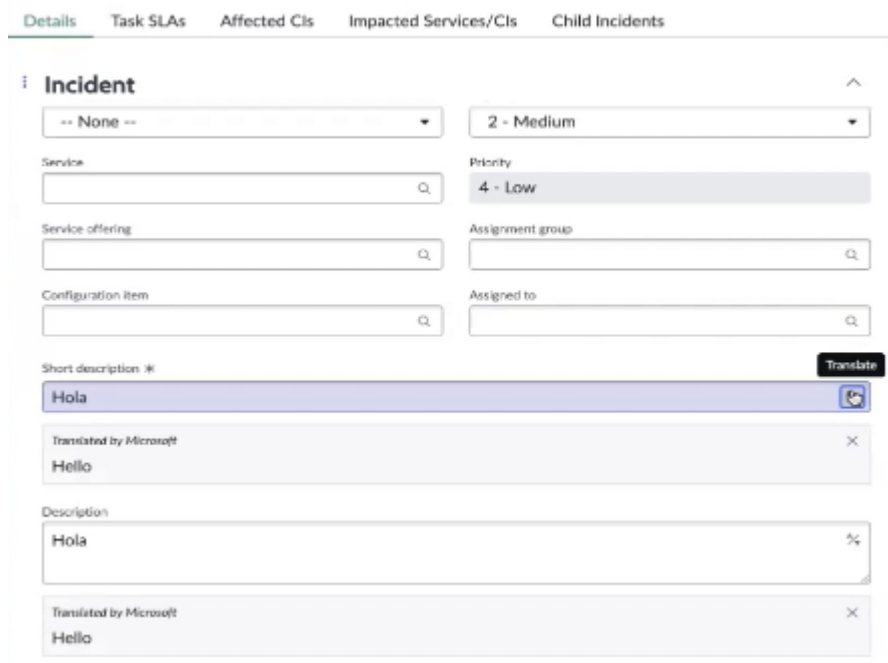 Details Task SLAs Affected CIs Impacted Services/CIs Child Incidents
Incident
-- None -- 2 - Medium
Service Priority
4 - Low
Service offering Assignment group
Configuration item Assigned to
Short description *
Translate
Hola
Translated by Microsoft
Hello
Description
Hola
Translated by Microsoft
Hello